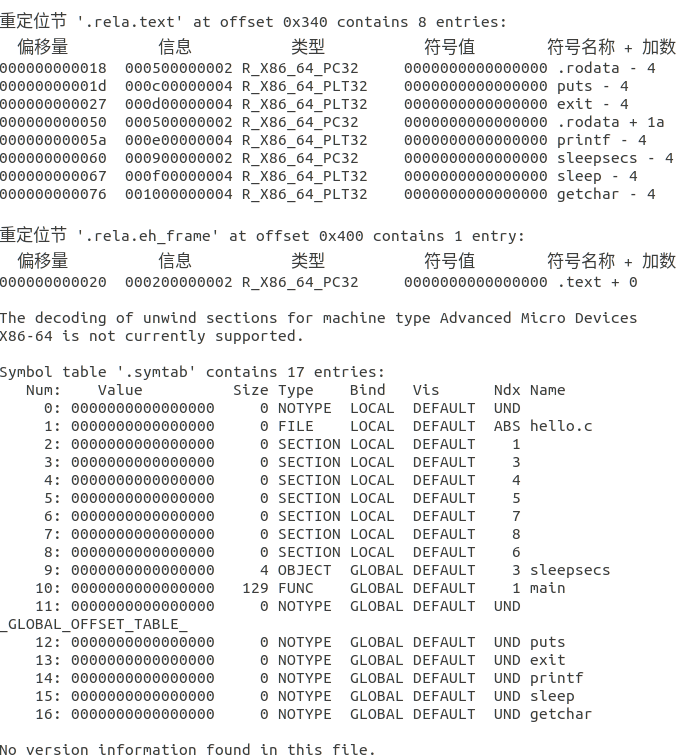 重定位节 '.rela.text' at offset 0x340 contains 8 entries:
  偏移量          信息           类型           符号值        符号名称 + 加数
000000000018  000500000002 R_X86_64_PC32     0000000000000000 .rodata - 4
00000000001d  000c00000004 R_X86_64_PLT32    0000000000000000 puts - 4
000000000027  000d00000004 R_X86_64_PLT32    0000000000000000 exit - 4
000000000050  000500000002 R_X86_64_PC32     0000000000000000 .rodata + 1a
00000000005a  000e00000004 R_X86_64_PLT32    0000000000000000 printf - 4
000000000060  000900000002 R_X86_64_PC32     0000000000000000 sleepsecs - 4
000000000067  000f00000004 R_X86_64_PLT32    0000000000000000 sleep - 4
000000000076  001000000004 R_X86_64_PLT32    0000000000000000 getchar - 4

重定位节 '.rela.eh_frame' at offset 0x400 contains 1 entry:
  偏移量          信息           类型           符号值        符号名称 + 加数
000000000020  000200000002 R_X86_64_PC32     0000000000000000 .text + 0

The decoding of unwind sections for machine type Advanced Micro Devices
X86-64 is not currently supported.

Symbol table '.symtab' contains 17 entries:
   Num:    Value          Size Type    Bind   Vis      Ndx Name
     0: 0000000000000000     0 NOTYPE  LOCAL  DEFAULT  UND
     1: 0000000000000000     0 FILE    LOCAL  DEFAULT  ABS hello.c
     2: 0000000000000000     0 SECTION LOCAL  DEFAULT    1
     3: 0000000000000000     0 SECTION LOCAL  DEFAULT    3
     4: 0000000000000000     0 SECTION LOCAL  DEFAULT    4
     5: 0000000000000000     0 SECTION LOCAL  DEFAULT    5
     6: 0000000000000000     0 SECTION LOCAL  DEFAULT    7
     7: 0000000000000000     0 SECTION LOCAL  DEFAULT    8
     8: 0000000000000000     0 SECTION LOCAL  DEFAULT    6
     9: 0000000000000000     4 OBJECT  GLOBAL DEFAULT    3 sleepsecs
    10: 0000000000000000   129 FUNC    GLOBAL DEFAULT    1 main
    11: 0000000000000000     0 NOTYPE  GLOBAL DEFAULT  UND
_GLOBAL_OFFSET_TABLE_
    12: 0000000000000000     0 NOTYPE  GLOBAL DEFAULT  UND puts
    13: 0000000000000000     0 NOTYPE  GLOBAL DEFAULT  UND exit
    14: 0000000000000000     0 NOTYPE  GLOBAL DEFAULT  UND printf
    15: 0000000000000000     0 NOTYPE  GLOBAL DEFAULT  UND sleep
    16: 0000000000000000     0 NOTYPE  GLOBAL DEFAULT  UND getchar

No version information found in this file.